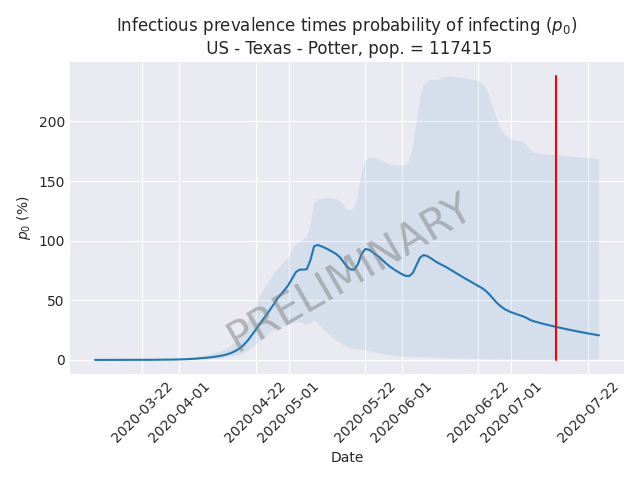 Infectious prevalence times probability of infecting (p₀)
US - Texas - Potter, pop. = 117415
p₀ (%)
200
150
100
50
0
PRELIMINARY
2020-03-22
2020-04-01
2020-04-22
2020-05-01
2020-05-22
2020-06-01
2020-06-22
2020-07-01
2020-07-22
Date